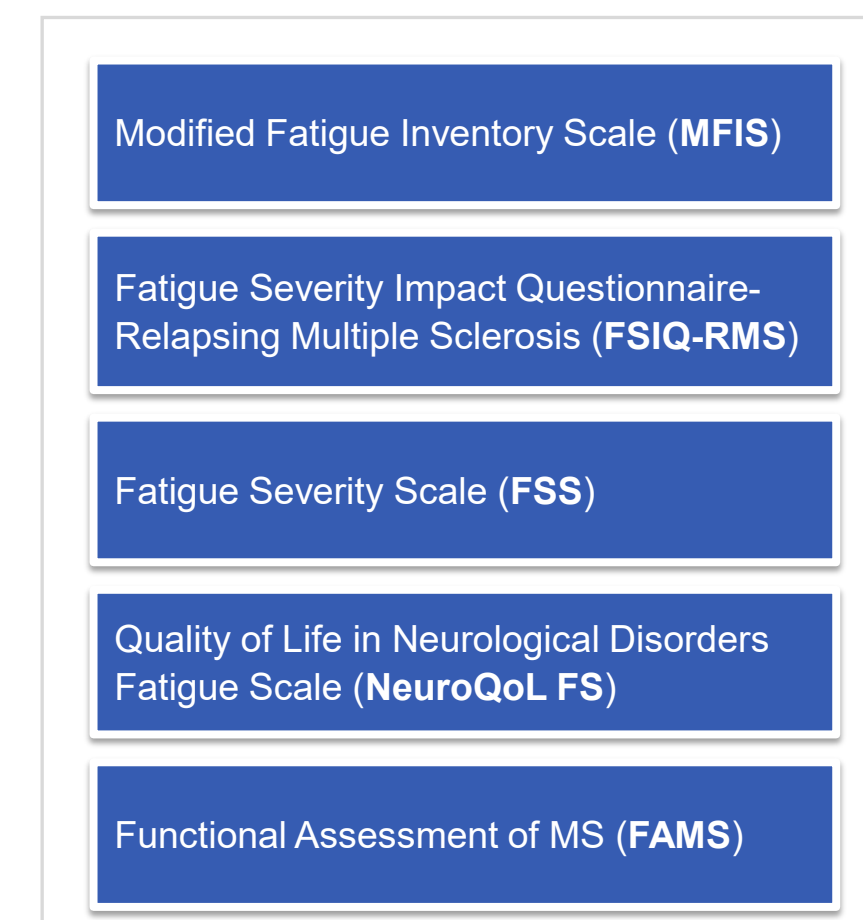 Modified Fatigue Inventory Scale (MFIS)
Fatigue Severity Impact Questionnaire-
Relapsing Multiple Sclerosis (FSIQ-RMS)
Fatigue Severity Scale (FSS)
Quality of Life in Neurological Disorders
Fatigue Scale (NeuroQoL FS)
Functional Assessment of MS (FAMS)